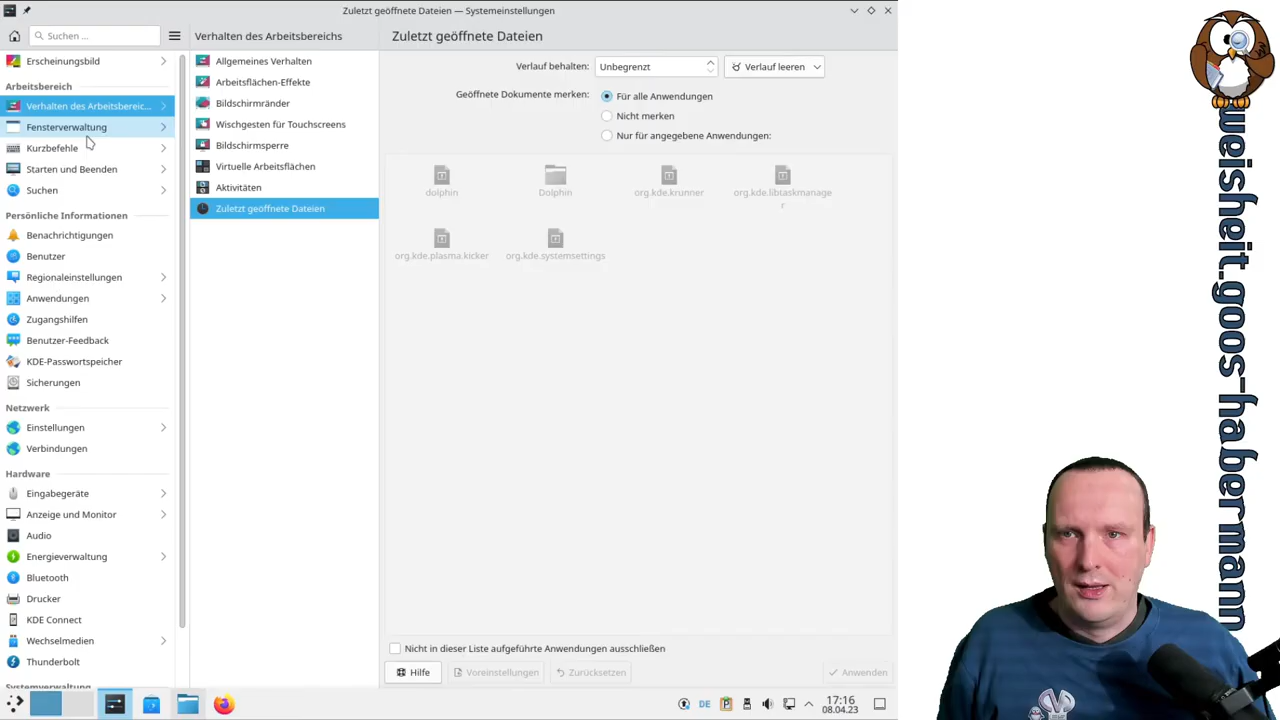 Zuletzt geöffnete Dateien — Systemeinstellungen
Suchen ...
Verhalten des Arbeitsbereichs
Zuletzt geöffnete Dateien
Erscheinungsbild
Arbeitsbereich
Verhalten des Arbeitsbereic...
Fensterverwaltung
Kurzbefehle
Starten und Beenden
Suchen
Persönliche Informationen
Benachrichtigungen
Benutzer
Regionaleinstellungen
Anwendungen
Zugangshilfen
Benutzer-Feedback
KDE-Passwortspeicher
Sicherungen
Netzwerk
Einstellungen
Verbindungen
Hardware
Eingabegeräte
Anzeige und Monitor
Audio
Energieverwaltung
Bluetooth
Drucker
KDE Connect
Wechselmedien
Thunderbolt
Systemverwaltung
Allgemeines Verhalten
Arbeitsflächen-Effekte
Bildschirmränder
Wischgesten für Touchscreens
Bildschirmsperre
Virtuelle Arbeitsflächen
Aktivitäten
Zuletzt geöffnete Dateien
Verlauf behalten: Unbegrenzt Verlauf leeren
Geöffnete Dokumente merken: Für alle Anwendungen
Nicht merken
Nur für angegebene Anwendungen:
dolphin Dolphin org.kde.krunner org.kde.libtaskmanage
r
org.kde.plasma.kicker org.kde.systemsettings
Nicht in dieser Liste aufgeführte Anwendungen ausschließen
Hilfe Voreinstellungen Zurücksetzen Anwenden
DE
17:16
08.04.23
weisheit.goos-habermann